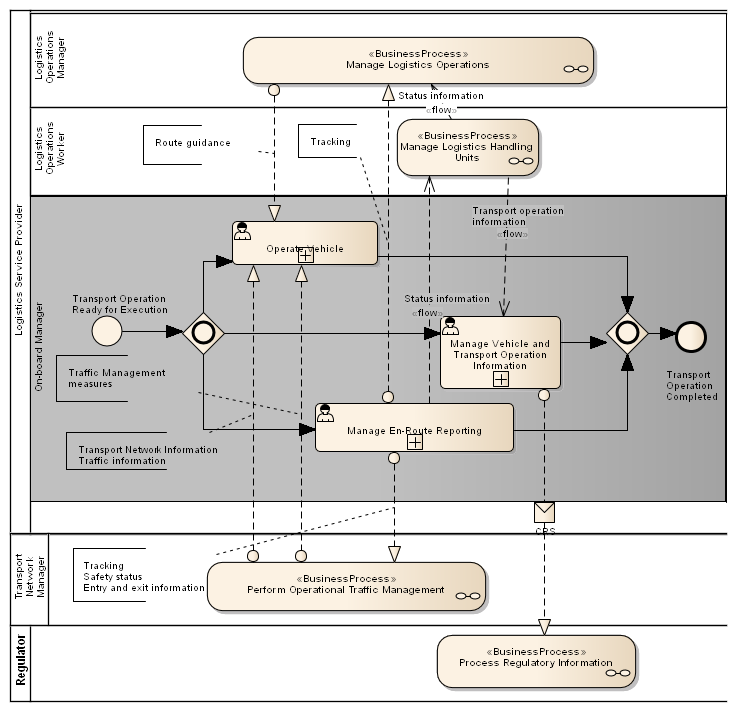 Logistics
Operations
Manager
«BusinessProcess»
Manage Logistics Operations
Status information
«flow»
Logistics
Operations
Worker
Route guidance
Tracking
«BusinessProcess»
Manage Logistics Handling
Units
Logistics Service Provider
On-board Manager
Transport operation
information
«flow»
Operate Vehicle
Transport Operation
Ready for Execution
Status information
«flow»
Manage Vehicle and
Transport Operation
Information
Traffic Management
measures
Transport
Operation
Completed
Manage En-Route Reporting
Transport Network Information
Traffic information
CRS
Transport
Network
Manager
Tracking
Safety status
Entry and exit information
«BusinessProcess»
Perform Operational Traffic Management
Regulator
«BusinessProcess»
Process Regulatory Information